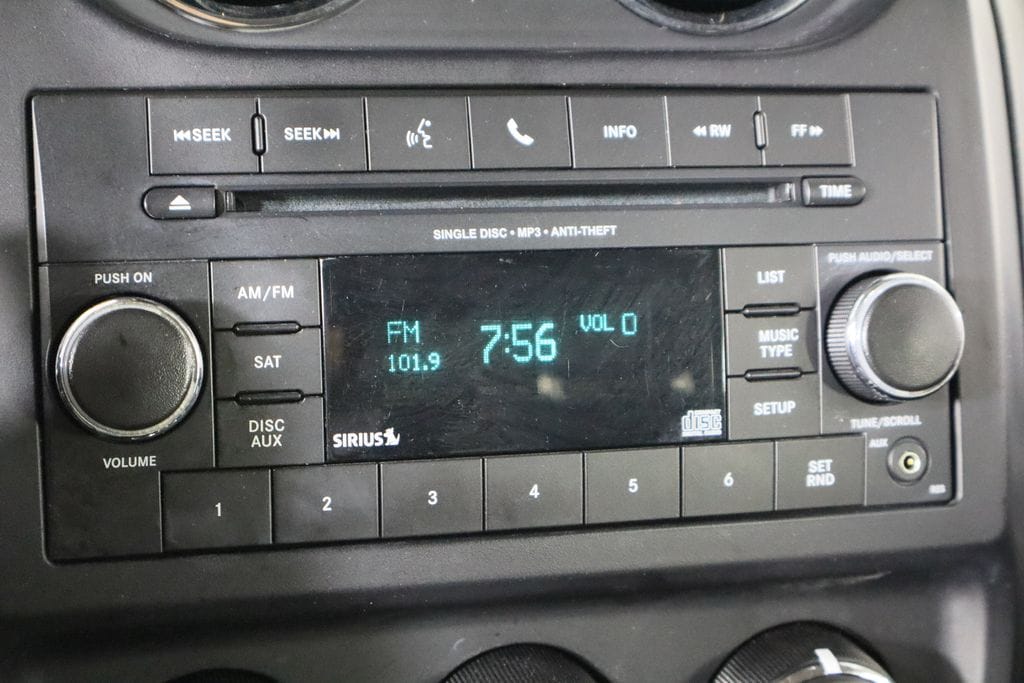 SEEK SEEK INFO RW FF
TIME
SINGLE DISC • MP3 • ANTI-THEFT
PUSH ON
VOLUME
AM/FM
SAT
DISC
AUX
FM
101.9
7:56
VOL 0
SIRIUS
COMPACT
disc
LIST
MUSIC
TYPE
SETUP
PUSH AUDIO/SELECT
TUNE/SCROLL
AUX
1 2 3 4 5 6
SET
RND